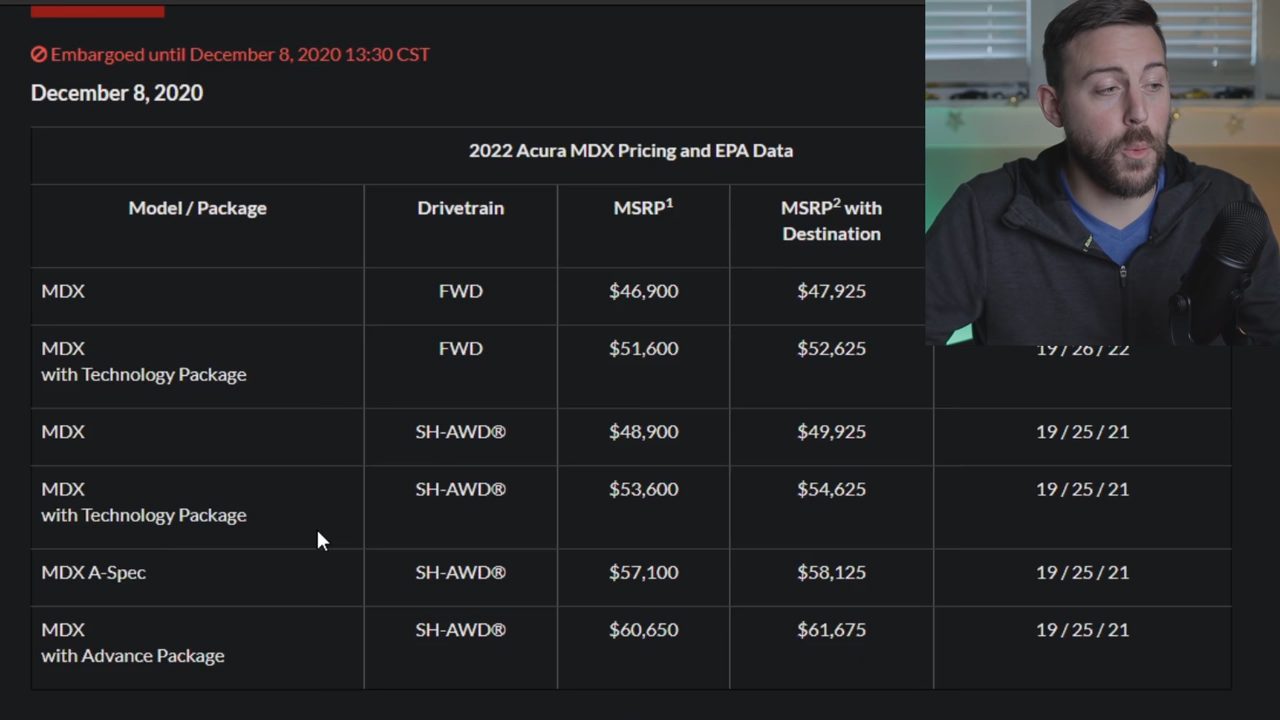 Embargoed until December 8, 2020 13:30 CST
December 8, 2020
2022 Acura MDX Pricing and EPA Data
Model / Package Drivetrain MSRP1 MSRP2 with
Destination
MDX FWD $46,900 $47,925
MDX FWD $51,600 $52,625 19 / 26 / 22
with Technology Package
MDX SH-AWD® $48,900 $49,925 19 / 25 / 21
MDX SH-AWD® $53,600 $54,625 19 / 25 / 21
with Technology Package
MDX A-Spec SH-AWD® $57,100 $58,125 19 / 25 / 21
MDX SH-AWD® $60,650 $61,675 19 / 25 / 21
with Advance Package